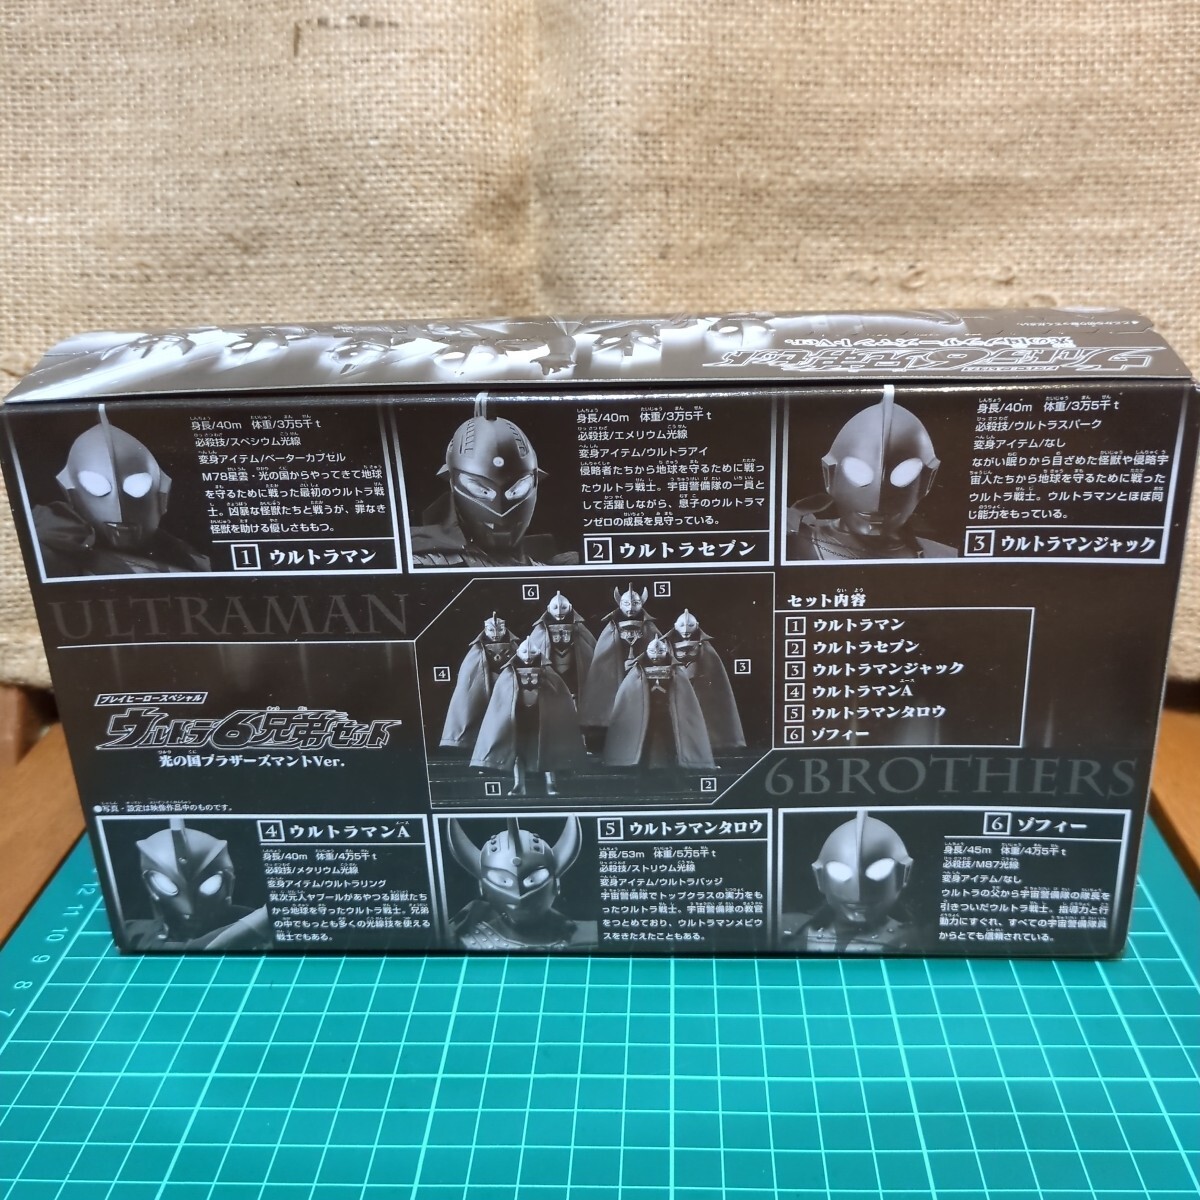 ウルトラ6兄弟セット
光の国ブラザーズマントVer.
身長/40m 体重/3万5千t
必殺技/スペシウム光線
変身アイテム/ベーターカプセル
M78星雲・光の国からやってきて地球
を守るために戦った最初のウルトラ戦
士。凶暴な怪獣たちと戦うが、罪なき
怪獣を助ける優しさももつ。
1 ウルトラマン
身長/40m 体重/3万5千t
必殺技/エメリウム光線
変身アイテム/ウルトラアイ
侵略者たちから地球を守るために戦っ
たウルトラ戦士。宇宙警備隊の一員と
して活躍しながら、息子のウルトラマ
ンゼロの成長を見守っている。
2 ウルトラセブン
身長/40m 体重/3万5千t
必殺技/ウルトラスパーク
変身アイテム/なし
ながい眠りから目ざめた怪獣や侵略宇
宙人たちから地球を守るために戦った
ウルトラ戦士。ウルトラマンとほぼ同
じ能力をもっている。
3 ウルトラマンジャック
ULTRAMAN
プレイヒーロースペシャル
ウルトラ6兄弟セット
光の国ブラザーズマントVer.
●写真・設定は映像作品中のものです。
6
5
4
3
1
2
セット内容
1 ウルトラマン
2 ウルトラセブン
3 ウルトラマンジャック
4 ウルトラマンA
5 ウルトラマンタロウ
6 ゾフィー
6BROTHERS
4 ウルトラマンA
身長/40m 体重/4万5千t
必殺技/メタリウム光線
変身アイテム/ウルトラリング
異次元人ヤプールがあやつる超獣たち
から地球を守ったウルトラ戦士。兄弟
の中でもっとも多くの光線技を使える
戦士でもある。
5 ウルトラマンタロウ
身長/53m 体重/5万5千t
必殺技/ストリウム光線
変身アイテム/ウルトラバッジ
宇宙警備隊でトップクラスの実力をも
ったウルトラ戦士。宇宙警備隊の教官
をつとめており、ウルトラマンメビウ
スをきたえたこともある。
6 ゾフィー
身長/45m 体重/4万5千t
必殺技/M87光線
変身アイテム/なし
ウルトラの父から宇宙警備隊の隊長を
引きついだウルトラ戦士。指導力と行
動力にすぐれ、すべての宇宙警備隊員
からとても信頼されている。
12
11
10
9
8
7